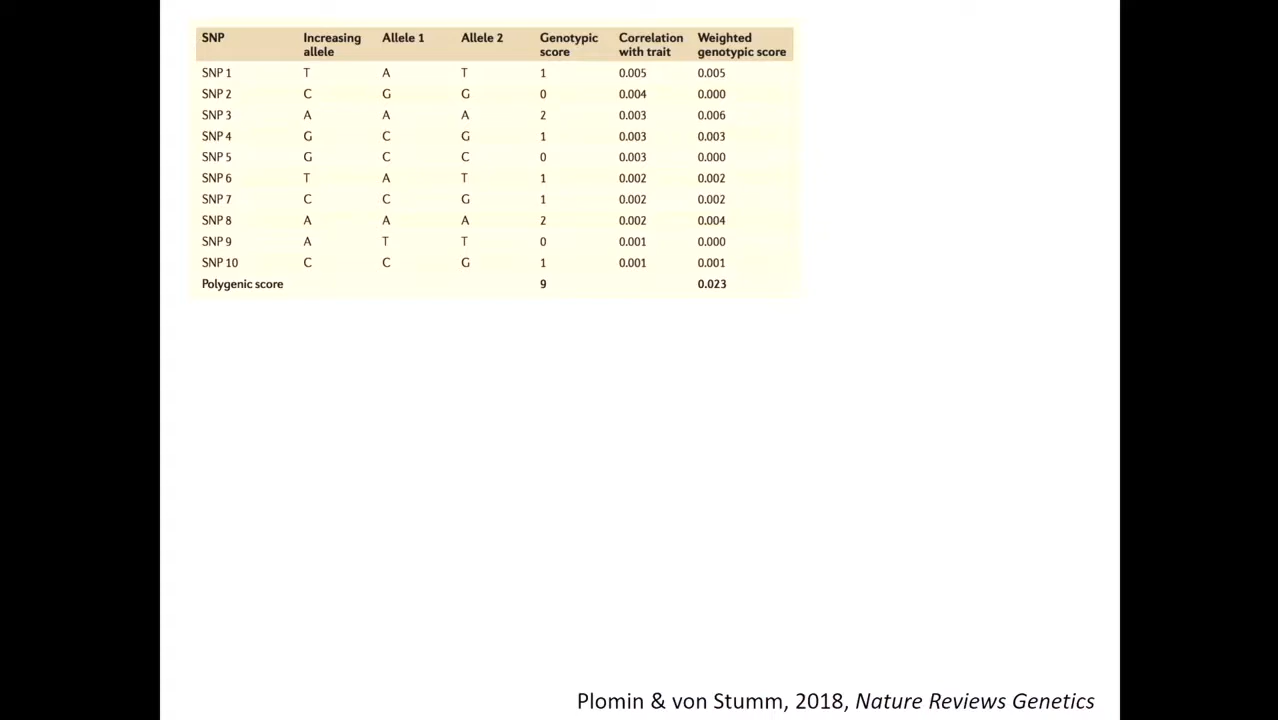 SNP Increasing allele Allele 1 Allele 2 Genotypic score Correlation with trait Weighted genotypic score
SNP 1 T A T 1 0.005 0.005
SNP 2 C G G 0 0.004 0.000
SNP 3 A A A 2 0.003 0.006
SNP 4 G C G 1 0.003 0.003
SNP 5 G C C 0 0.003 0.000
SNP 6 T A T 1 0.002 0.002
SNP 7 C C G 1 0.002 0.002
SNP 8 A A A 2 0.002 0.004
SNP 9 A T T 0 0.001 0.000
SNP 10 C C G 1 0.001 0.001
Polygenic score 9 0.023
Plomin & von Stumm, 2018, Nature Reviews Genetics